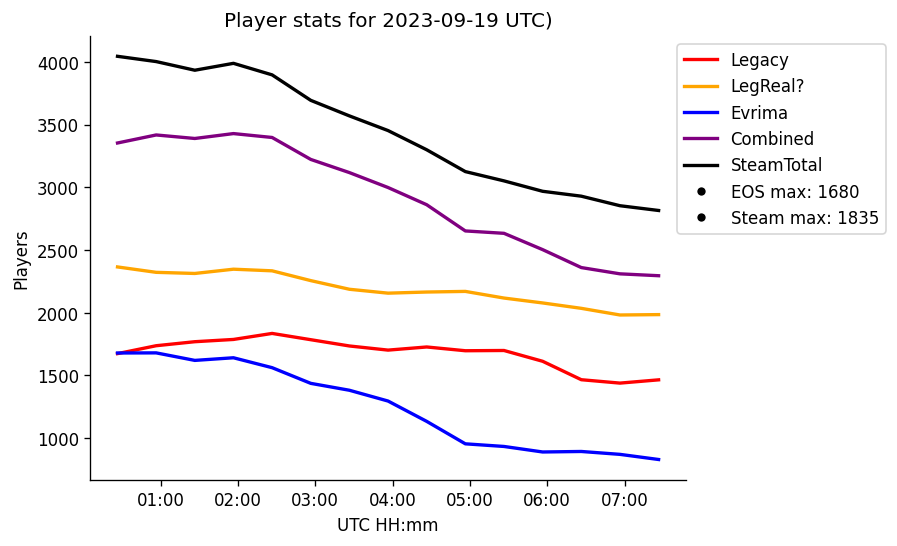 Player stats for 2023-09-19 UTC)
4000
3500
3000
2500
2000
1500
1000
Players
01:00 02:00 03:00 04:00 05:00 06:00 07:00
UTC HH:mm
Legacy
LegReal?
Evrima
Combined
SteamTotal
EOS max: 1680
Steam max: 1835